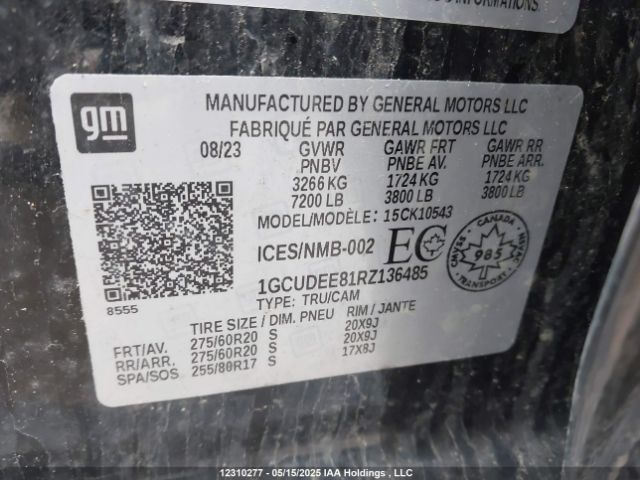 INFORMATIONS.
gm
MANUFACTURED BY GENERAL MOTORS LLC
FABRIQUÉ PAR GENERAL MOTORS LLC
08/23 GVWR GAWR FRT GAWR RR
PNBV PNBE AV. PNBE ARR.
3266 KG 1724 KG 1724 KG
7200 LB 3800 LB 3800 LB
MODEL/MODÈLE: 15CK10543
ICES/NMB-002 EC
CANADA
CMVSS 985 NSVAC
1GCUDEE81RZ136485
TYPE: TRU/CAM
8555
TIRE SIZE / DIM. PNEU RIM / JANTE
FRT/AV. 275/60R20 S 20X9J
RR/ARR. 275/60R20 S 20X9J
SPA/SOS 255/80R17 S 17X8J
12310277 - 05/15/2025 IAA Holdings , LLC